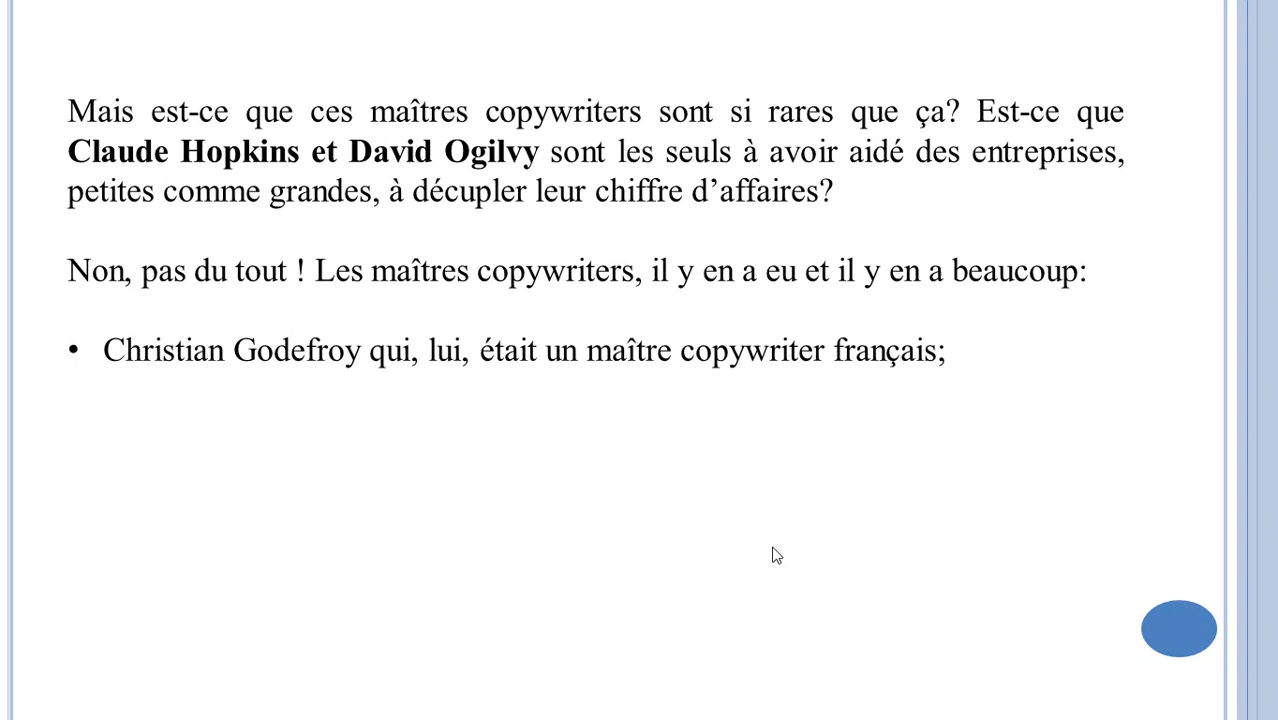 Mais est-ce que ces maîtres copywriters sont si rares que ça? Est-ce que
Claude Hopkins et David Ogilvy sont les seuls à avoir aidé des entreprises,
petites comme grandes, à décupler leur chiffre d’affaires?
Non, pas du tout ! Les maîtres copywriters, il y en a eu et il y en a beaucoup:
• Christian Godefroy qui, lui, était un maître copywriter français;